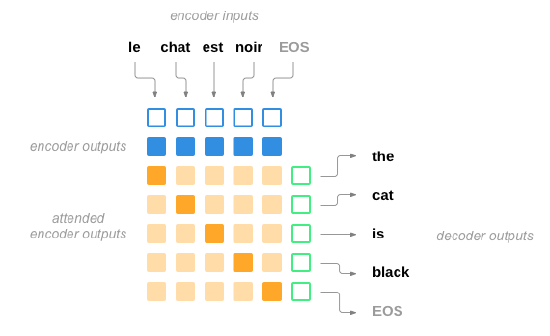 encoder inputs
le chat est noir EOS
encoder outputs
the
cat
attended
encoder outputs
is
decoder outputs
black
EOS